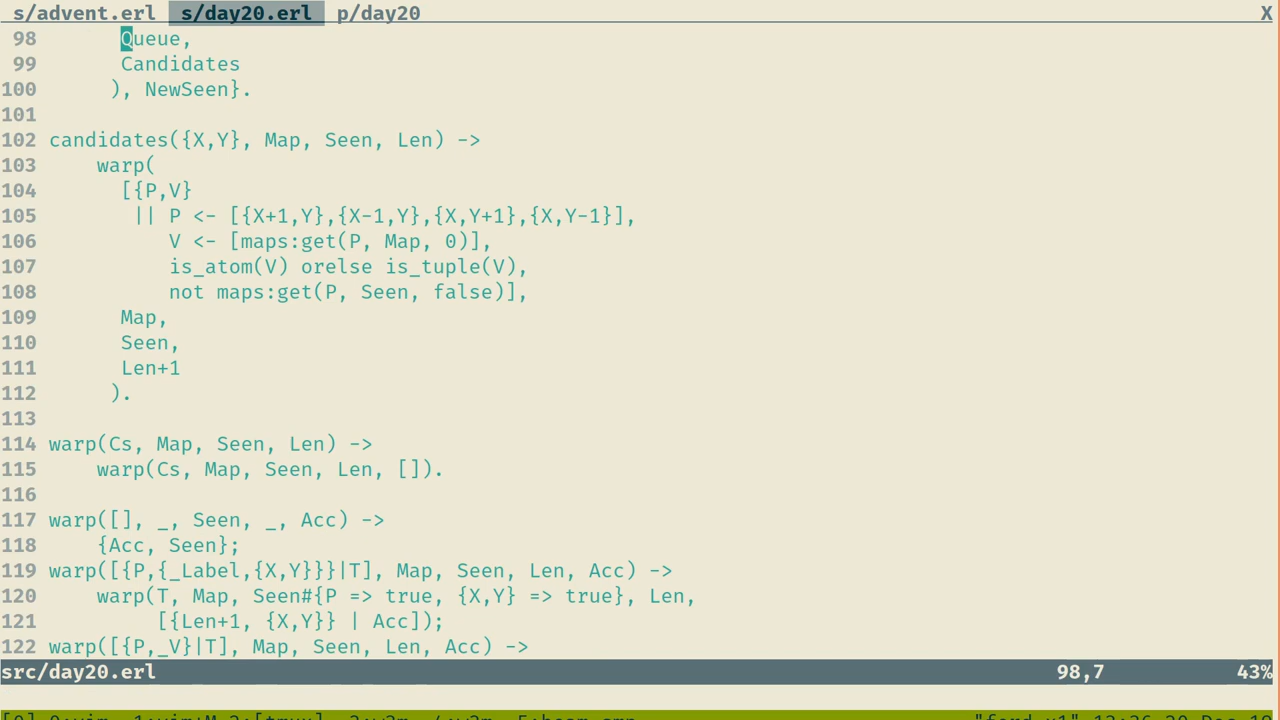 s/advent.erl s/day20.erl p/day20 X
98 Queue,
99 Candidates
100 ), NewSeen}.
101
102 candidates({X,Y}, Map, Seen, Len) ->
103 warp(
104 [{P,V}
105 || P <- [{X+1,Y},{X-1,Y},{X,Y+1},{X,Y-1}],
106 V <- [maps:get(P, Map, 0)],
107 is_atom(V) orelse is_tuple(V),
108 not maps:get(P, Seen, false)],
109 Map,
110 Seen,
111 Len+1
112 ).
113
114 warp(Cs, Map, Seen, Len) ->
115 warp(Cs, Map, Seen, Len, []).
116
117 warp([], _, Seen, _, Acc) ->
118 {Acc, Seen};
119 warp([{P,{_Label,{X,Y}}}|T], Map, Seen, Len, Acc) ->
120 warp(T, Map, Seen#{P => true, {X,Y} => true}, Len,
121 [{Len+1, {X,Y}} | Acc]);
122 warp([{P,_V}|T], Map, Seen, Len, Acc) ->
src/day20.erl 98,7 43%